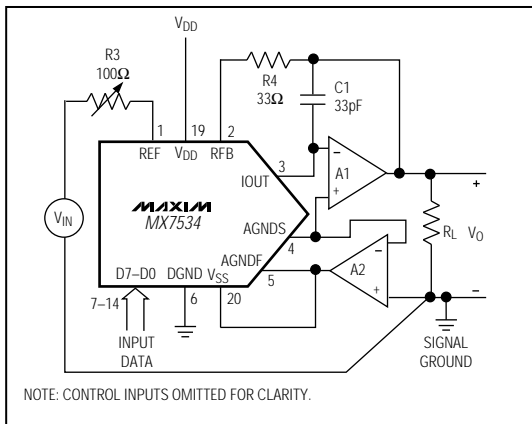 VDD
R3
100Ω
R4
33Ω
C1
33pF
1
19
2
REF
VDD
RFB
3
IOUT
A1
MAXIM
MX7534
VIN
AGNDS
4
AGNDF
5
A2
RL
VO
D7–D0
DGND
VSS
7–14
6
20
INPUT
DATA
SIGNAL
GROUND
NOTE: CONTROL INPUTS OMITTED FOR CLARITY.